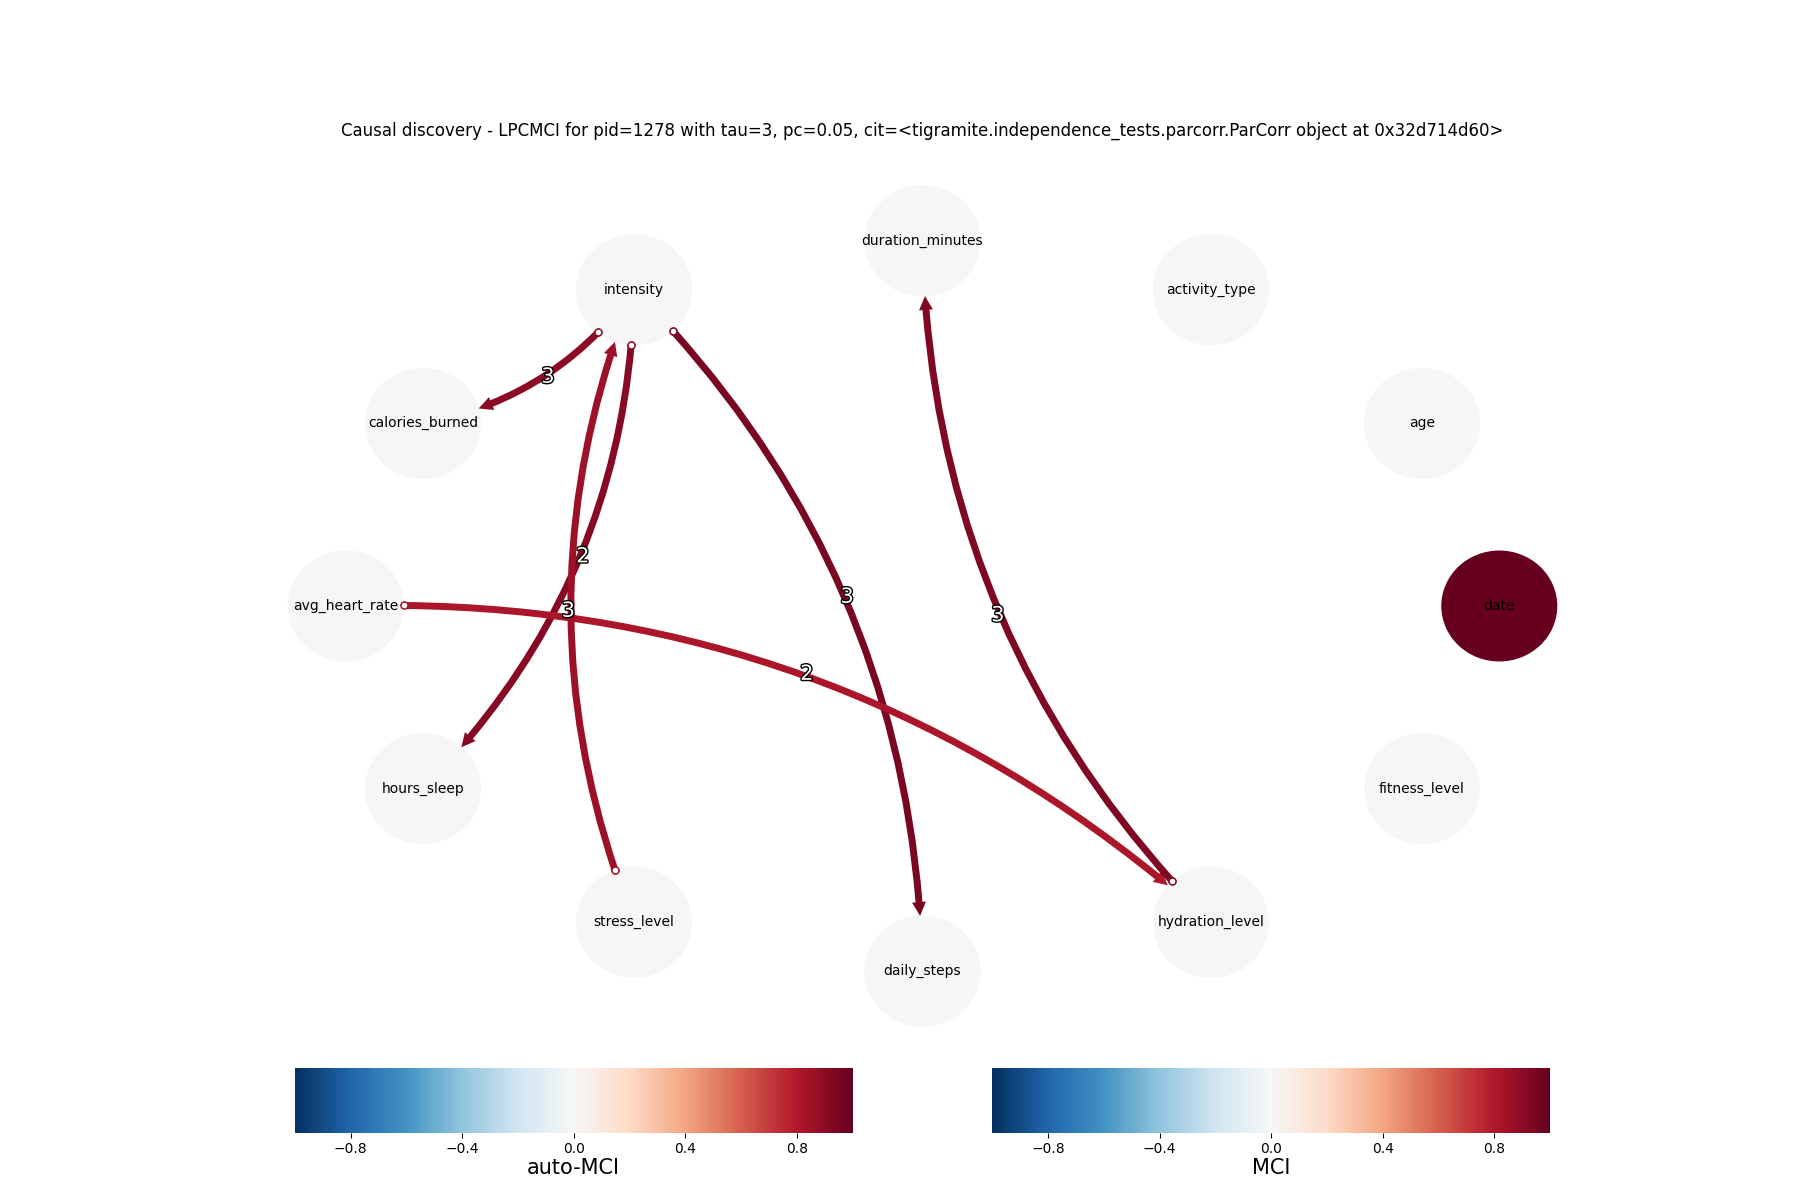 Causal discovery - LPCMCI for pid=1278 with tau=3, pc=0.05, cit=<tigramite.independence_tests.parcorr.ParCorr object at 0x32d714d60>
duration_minutes
intensity
activity_type
3
calories_burned
age
2
3
3
3
avg_heart_rate
date
2
hours_sleep
fitness_level
stress_level
hydration_level
daily_steps
−0.8 −0.4 0.0 0.4 0.8
auto-MCI
−0.8 −0.4 0.0 0.4 0.8
MCI